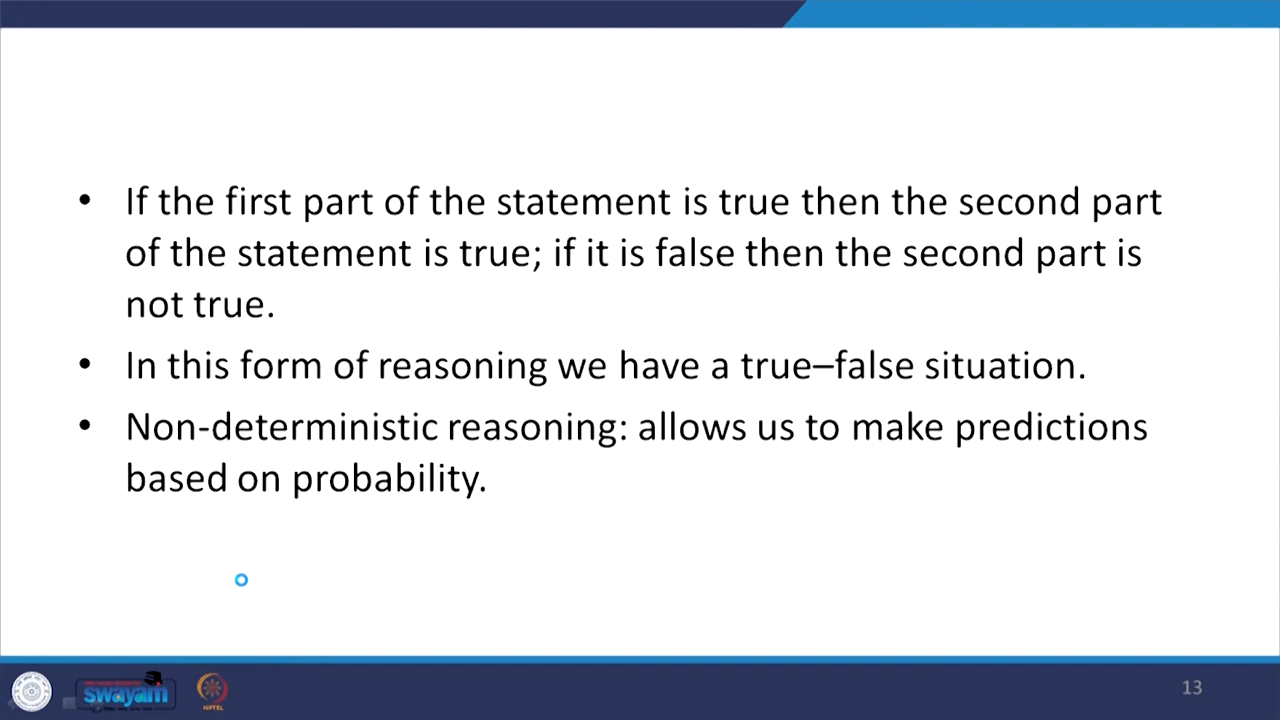 • If the first part of the statement is true then the second part
of the statement is true; if it is false then the second part is
not true.
• In this form of reasoning we have a true–false situation.
• Non-deterministic reasoning: allows us to make predictions
based on probability.
swayam
NPTEL
13